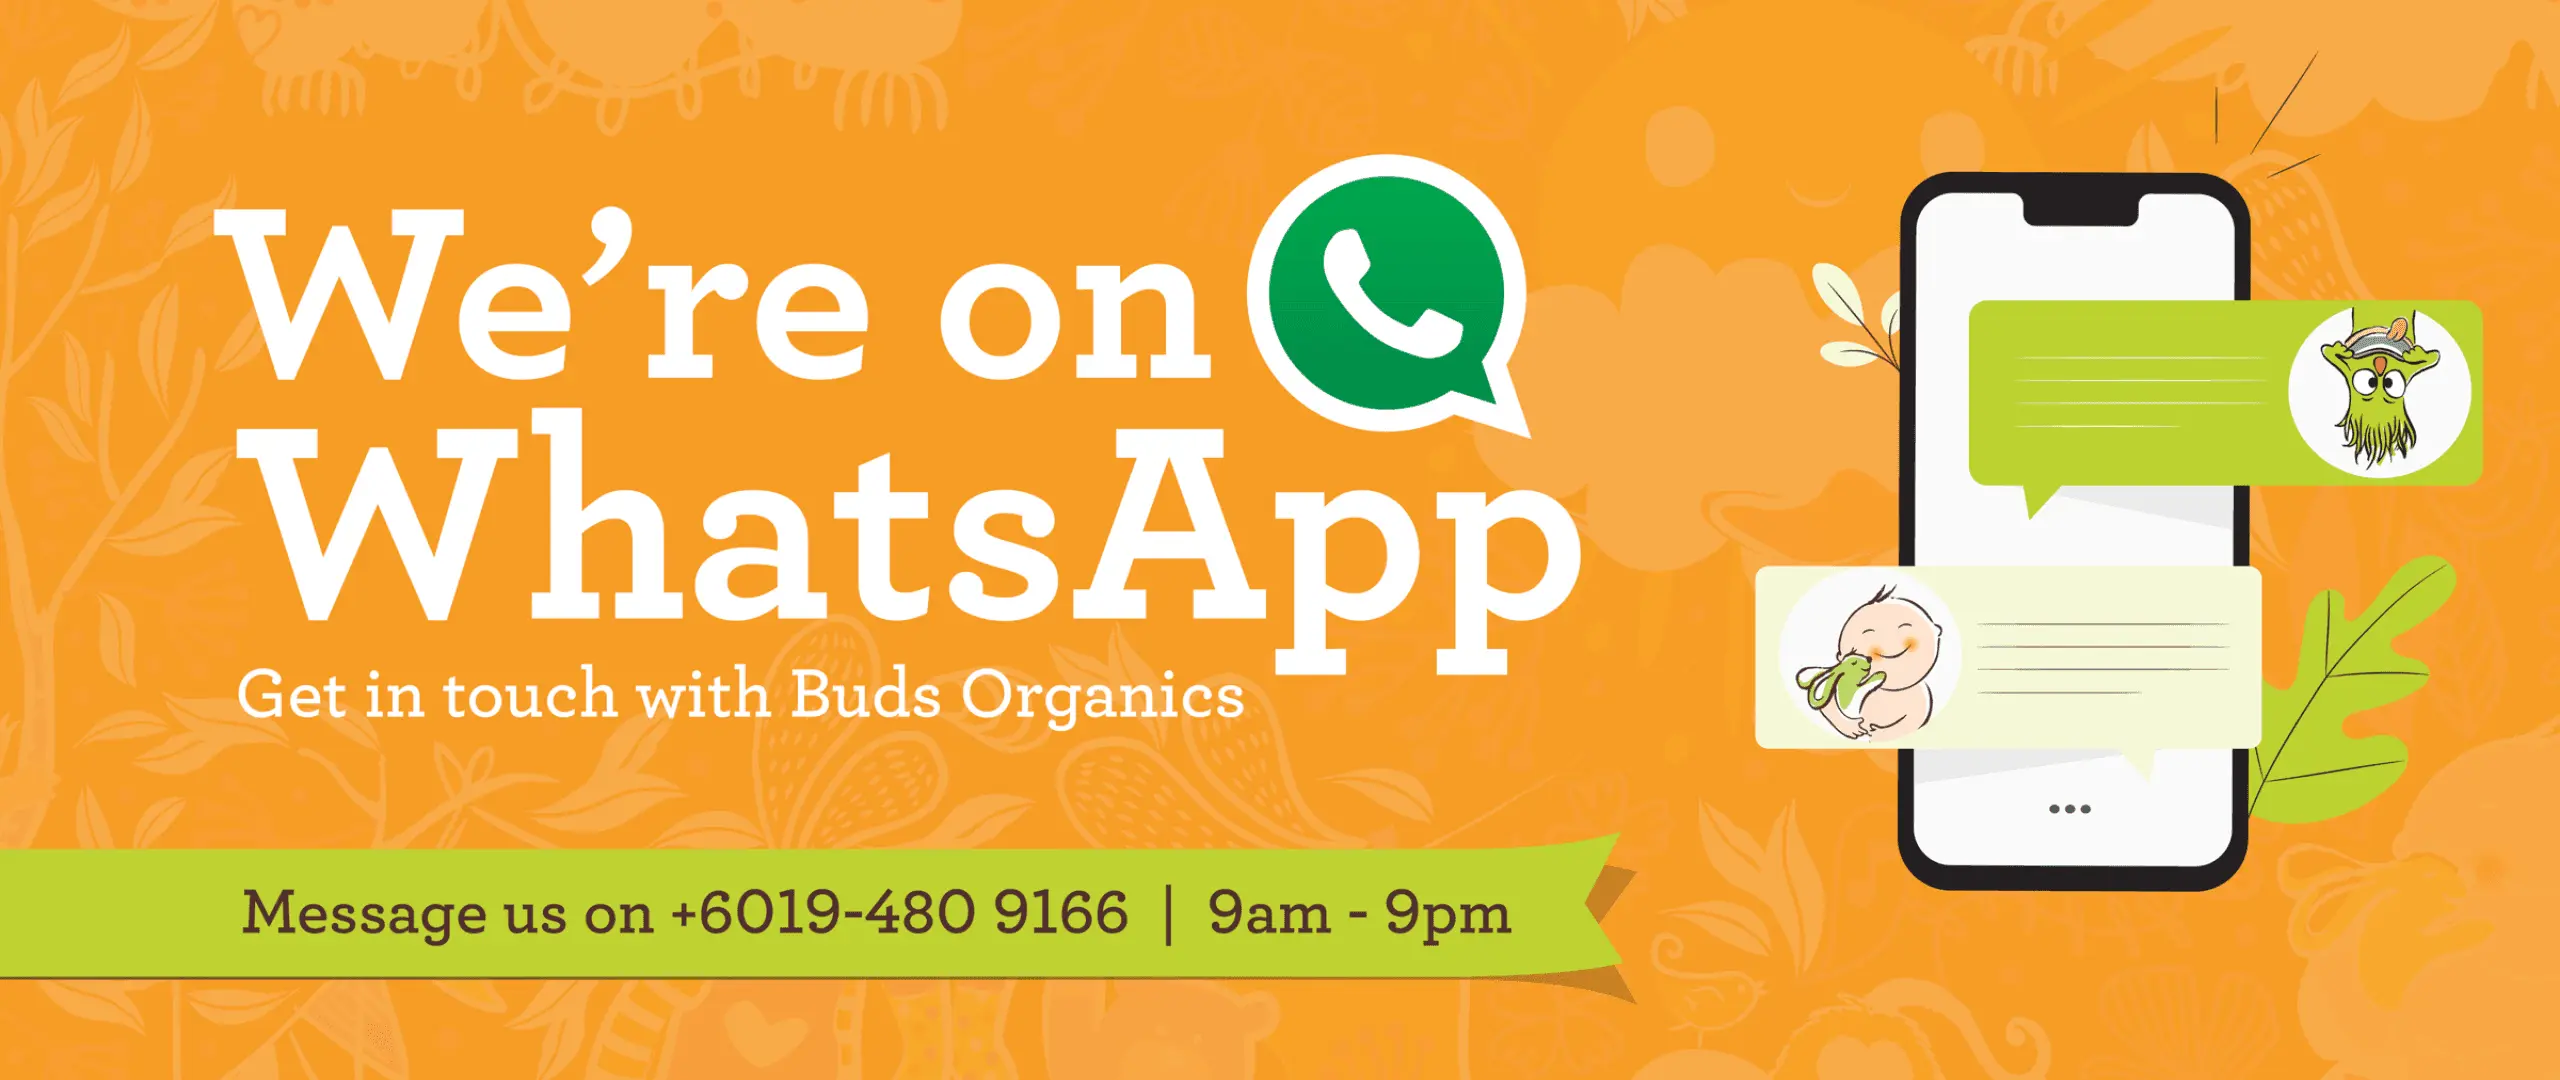 We're on
WhatsApp
Get in touch with Buds Organics
Message us on +6019-480 9166 | 9am - 9pm